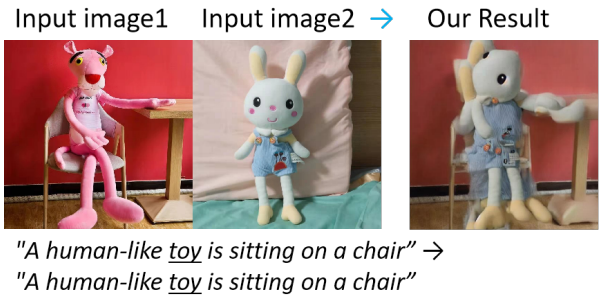 Input image1 Input image2 → Our Result
"A human-like toy is sitting on a chair” →
"A human-like toy is sitting on a chair”